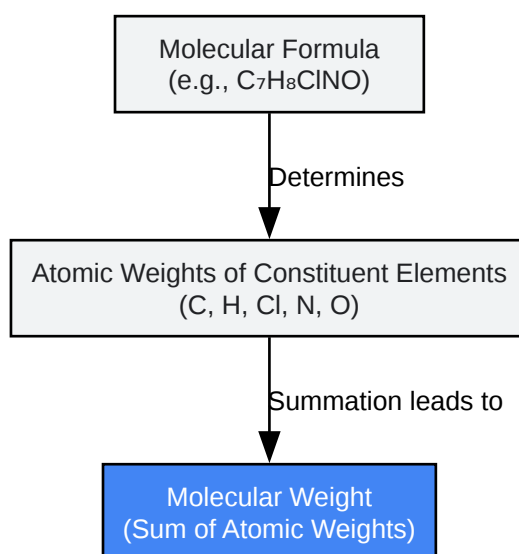 Molecular Formula
(e.g., C₇H₈ClNO)
Determines
Atomic Weights of Constituent Elements
(C, H, Cl, N, O)
Summation leads to
Molecular Weight
(Sum of Atomic Weights)